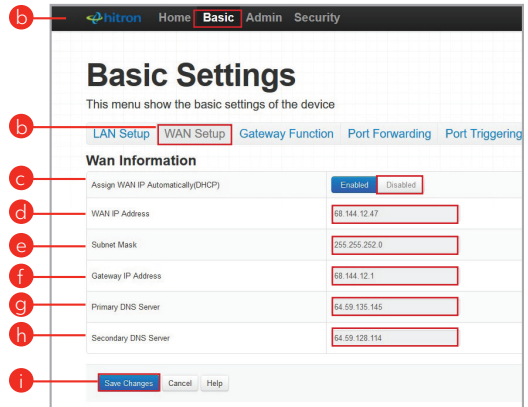 b hitron Home Basic Admin Security
Basic Settings
This menu show the basic settings of the device
b LAN Setup WAN Setup Gateway Function Port Forwarding Port Triggering
Wan Information
c Assign WAN IP Automatically(DHCP) Enabled Disabled
d WAN IP Address 68.144.12.47
e Subnet Mask 255.255.252.0
f Gateway IP Address 68.144.12.1
g Primary DNS Server 64.59.135.145
h Secondary DNS Server 64.59.128.114
i Save Changes Cancel Help